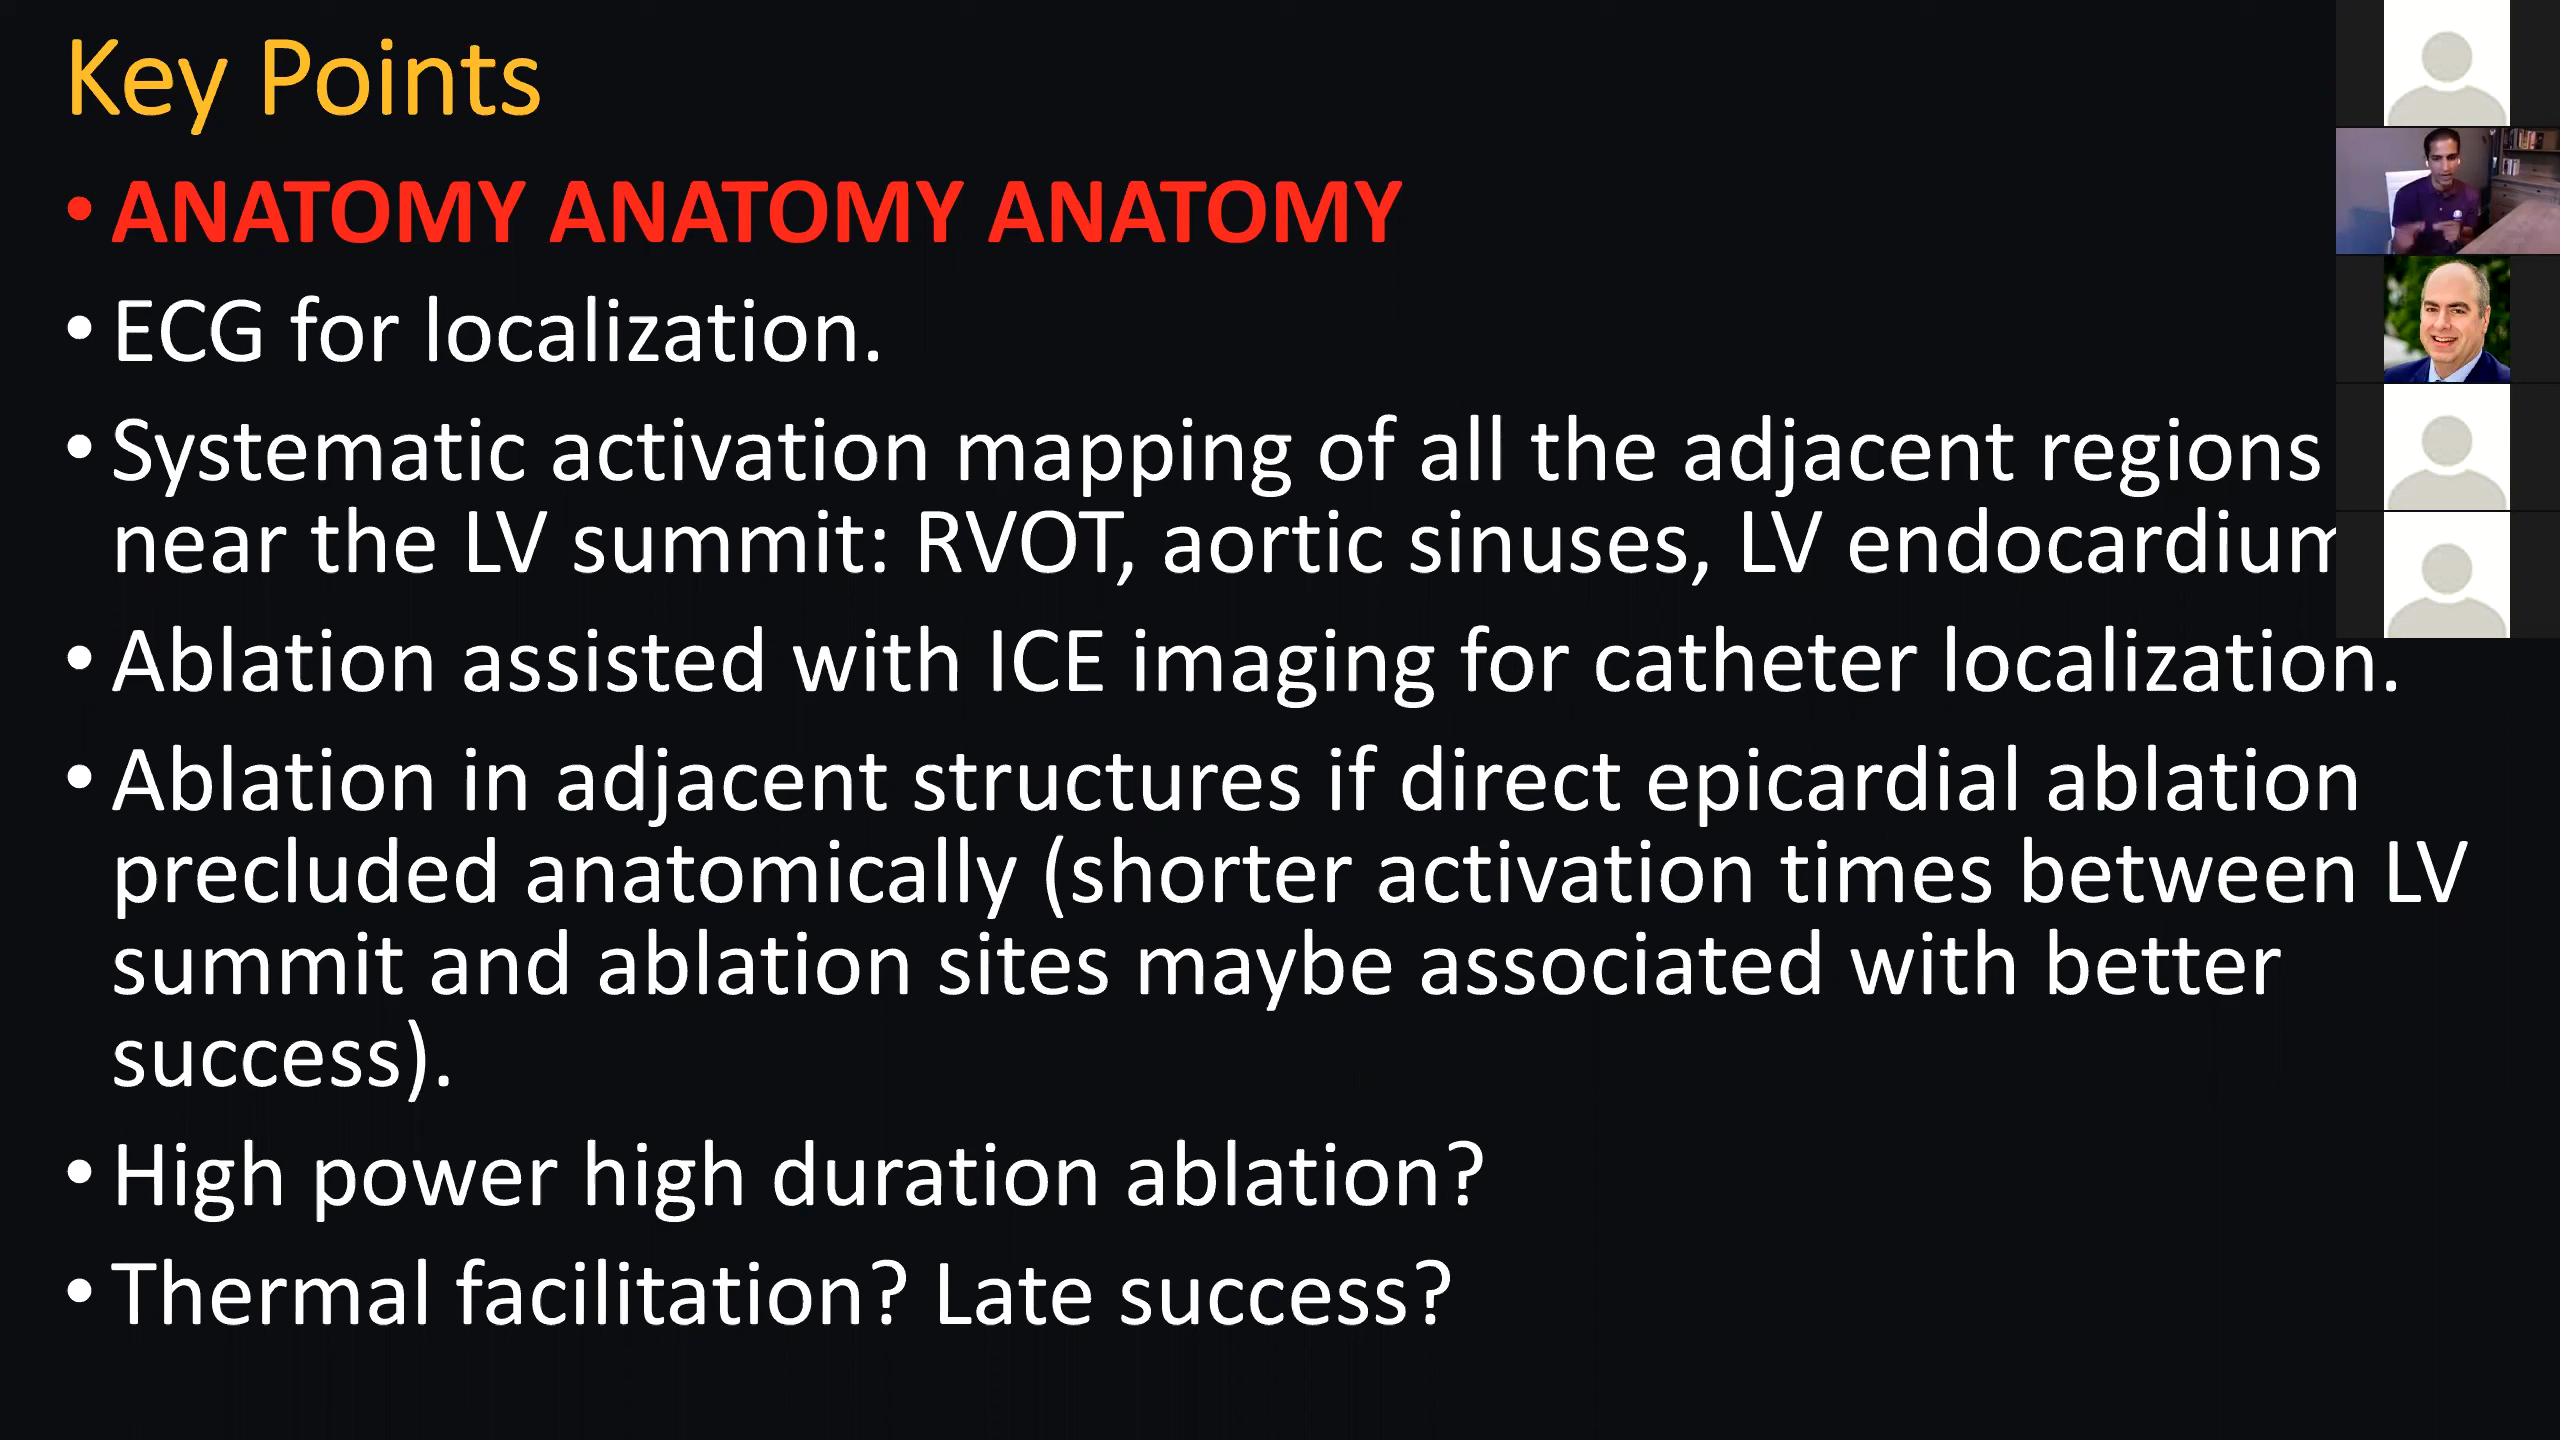 Key Points
• ANATOMY ANATOMY ANATOMY
• ECG for localization.
• Systematic activation mapping of all the adjacent regions
near the LV summit: RVOT, aortic sinuses, LV endocardium
• Ablation assisted with ICE imaging for catheter localization.
• Ablation in adjacent structures if direct epicardial ablation
precluded anatomically (shorter activation times between LV
summit and ablation sites maybe associated with better
success).
• High power high duration ablation?
• Thermal facilitation? Late success?